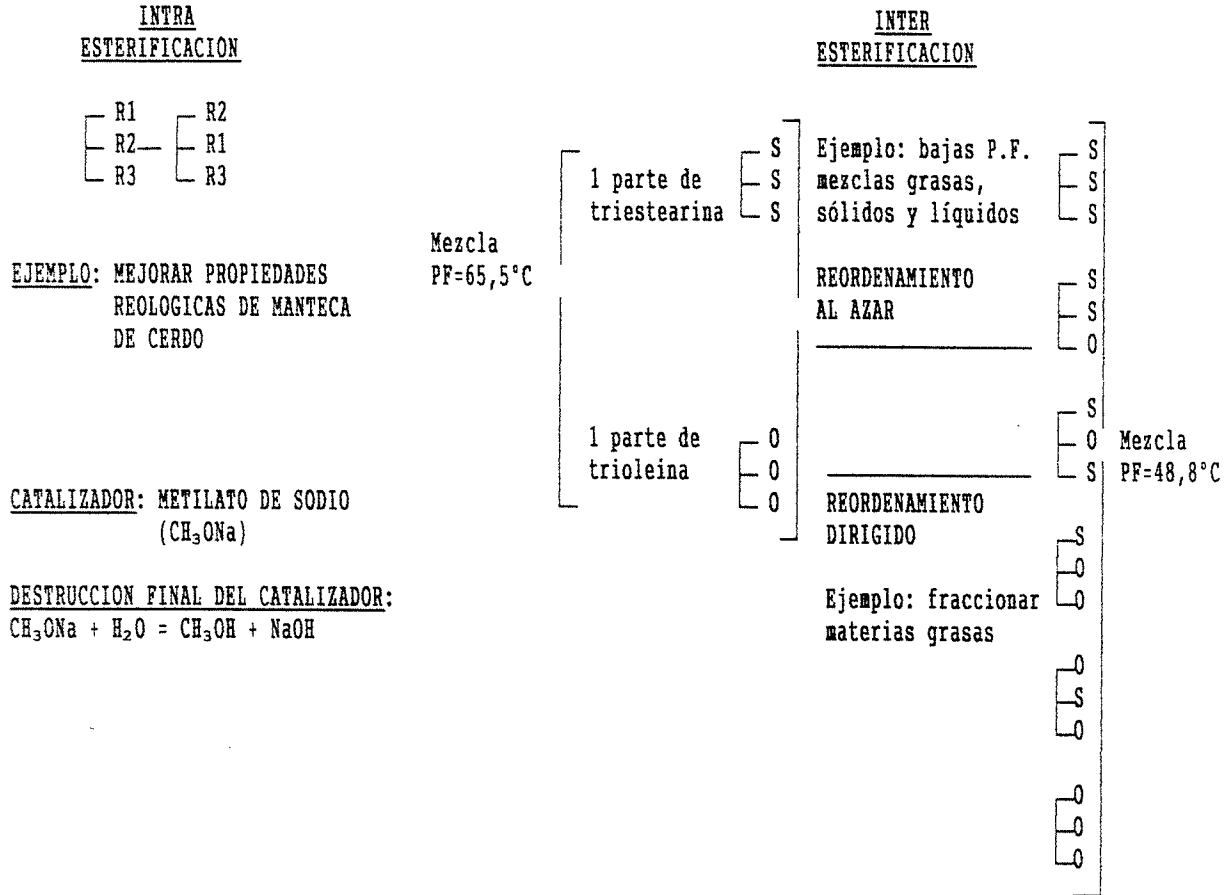 INTRA
ESTERIFICACION
R1
R2
R3
R2
R1
R3
EJEMPLO: MEJORAR PROPIEDADES
REOLOGICAS DE MANTECA
DE CERDO
CATALIZADOR: METILATO DE SODIO
(CH₃ONa)
DESTRUCCION FINAL DEL CATALIZADOR:
CH₃ONa + H₂O = CH₃OH + NaOH
INTER
ESTERIFICACION
Mezcla
PF=65,5°C
1 parte de
triestearina
S
S
S
1 parte de
trioleina
O
O
O
Ejemplo: bajas P.F.
mezclas grasas,
sólidos y líquidos
REORDENAMIENTO
AL AZAR
REORDENAMIENTO
DIRIGIDO
Ejemplo: fraccionar
materias grasas
S
S
S
S
S
O
S
O
S
S
O
O
O
S
O
O
O
O
Mezcla
PF=48,8°C